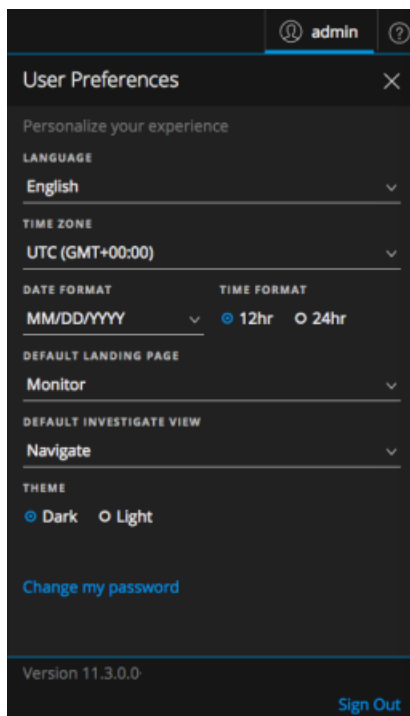 admin ?
User Preferences
Personalize your experience
LANGUAGE
English
TIME ZONE
UTC (GMT+00:00)
DATE FORMAT TIME FORMAT
MM/DD/YYYY 12hr 24hr
DEFAULT LANDING PAGE
Monitor
DEFAULT INVESTIGATE VIEW
Navigate
THEME
Dark Light
Change my password
Version 11.3.0.0
Sign Out